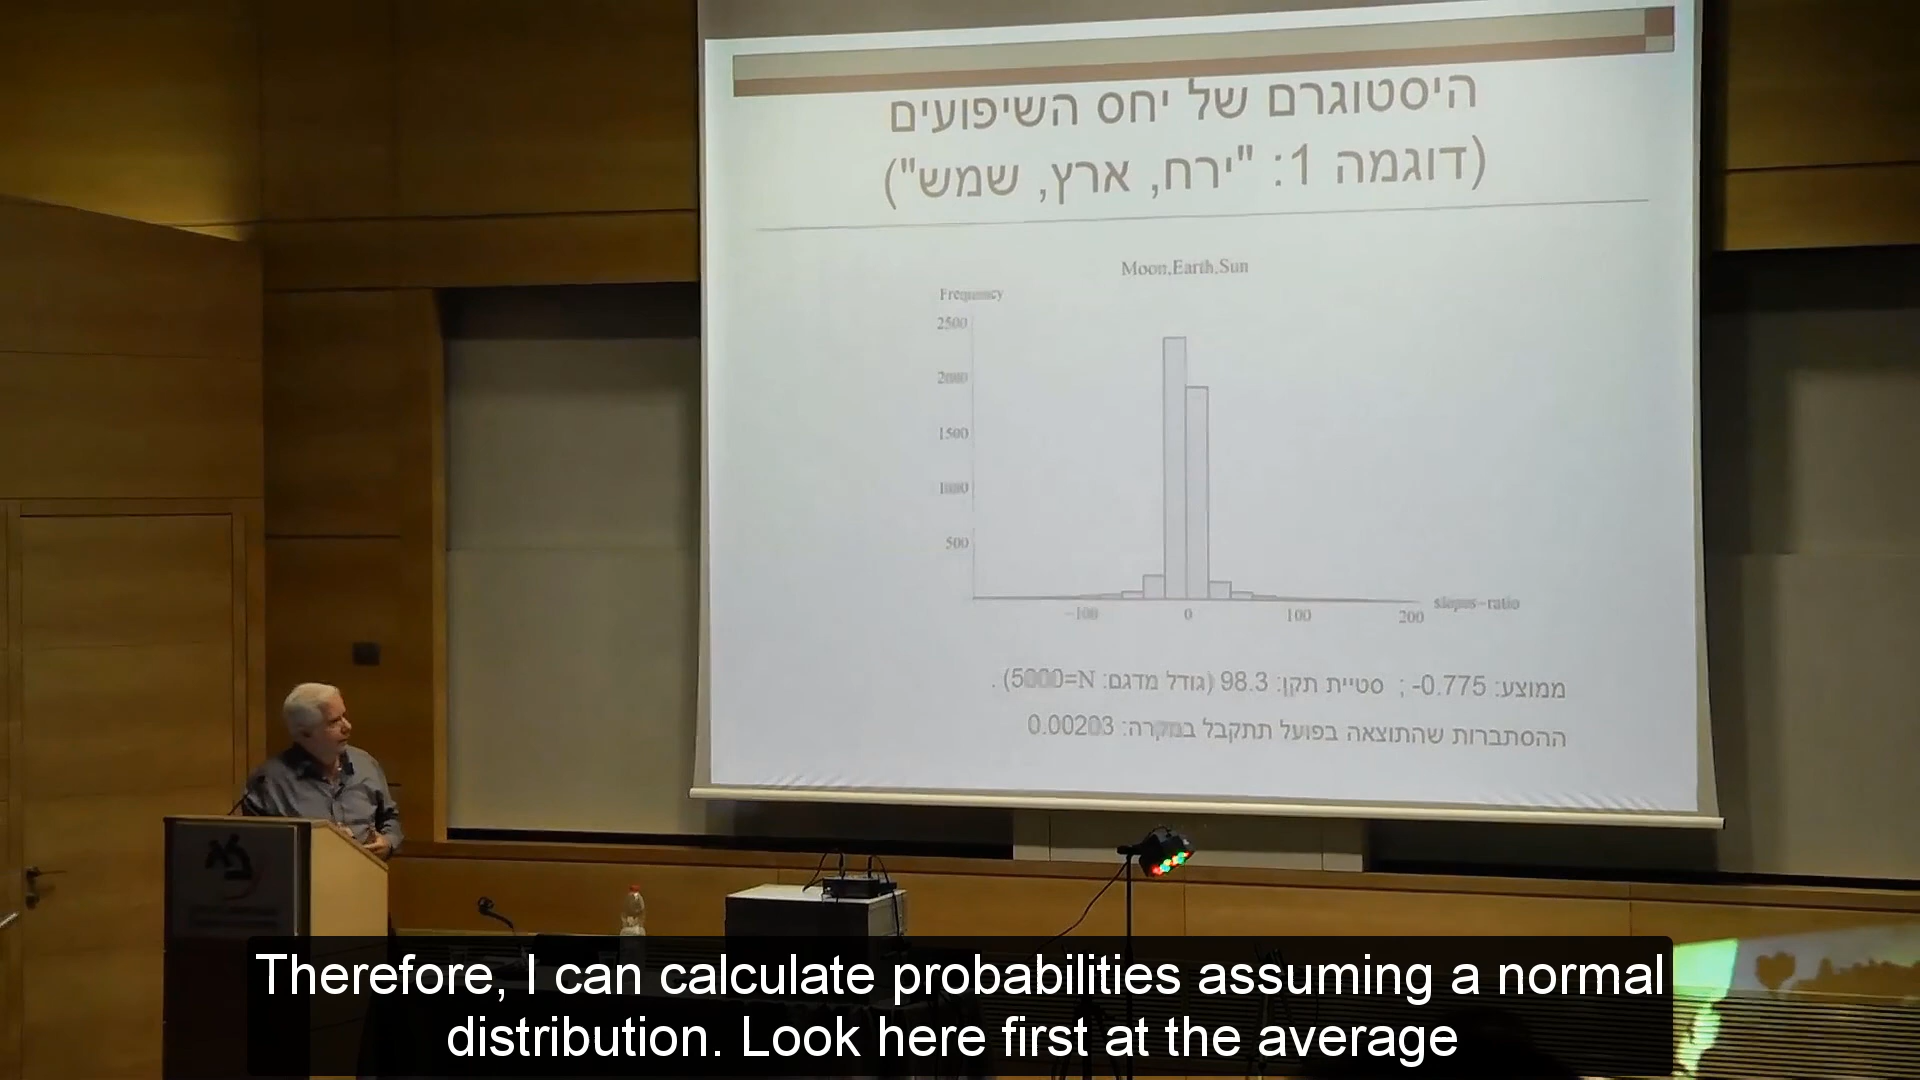 היסטוגרם של יחס השיפועים
(דוגמה 1: "ירח, ארץ, שמש")
Moon,Earth,Sun
Frequency
2500
2000
1500
1000
500
-100 0 100 200
slopes-ratio
ממוצע: -0.775 ; סטיית תקן: 98.3 (גודל מדגם: N=5000) .
ההסתברות שהתוצאה בפועל תתקבל במקרה: 0.00203
Therefore, I can calculate probabilities assuming a normal
distribution. Look here first at the average